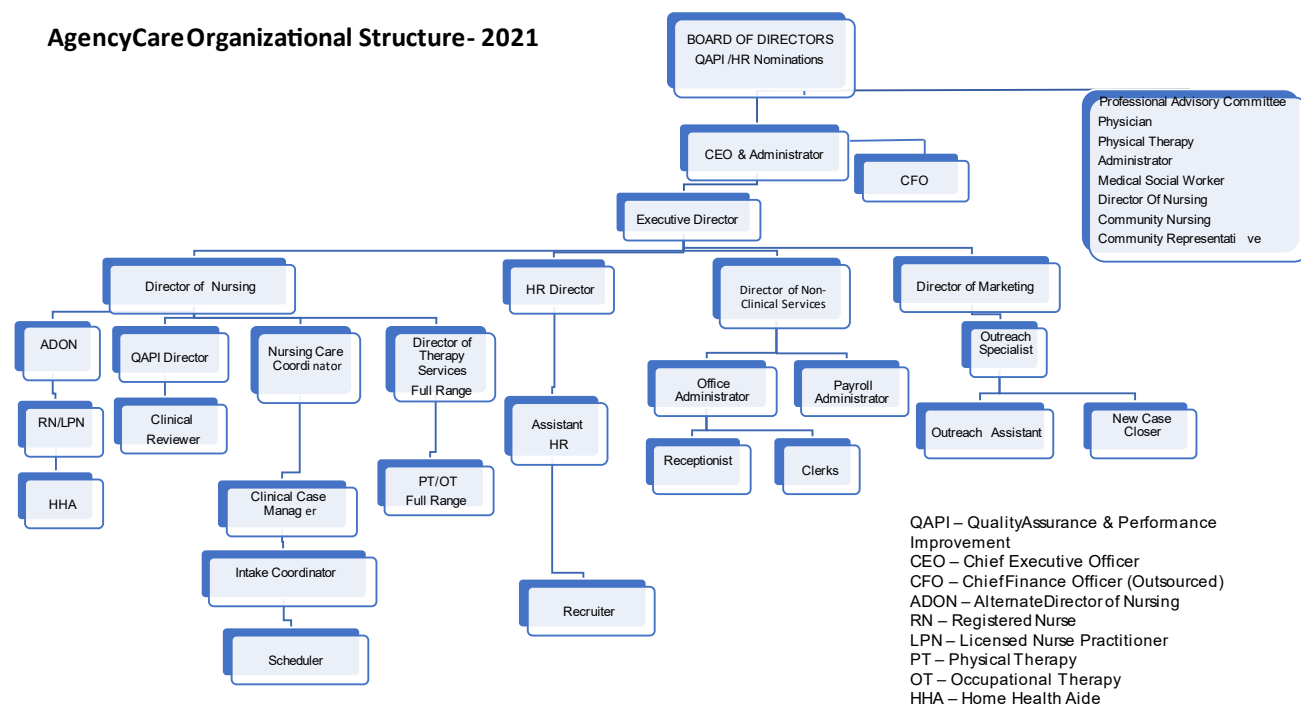 AgencyCare Organizational Structure- 2021
BOARD OF DIRECTORS
QAPI /HR Nominations
Professional Advisory Committee
Physician
Physical Therapy
Administrator
Medical Social Worker
Director Of Nursing
Community Nursing
Community Representati ve
CEO & Administrator
CFO
Executive Director
Director of Nursing
HR Director
Director of Non-
Clinical Services
Director of Marketing
ADON
QAPI Director
Nursing Care
Coordinator
Director of
Therapy
Services
Full Range
Outreach
Specialist
Office
Administrator
Payroll
Administrator
RN/LPN
Clinical
Reviewer
Assistant
HR
Outreach Assistant
New Case
Closer
Receptionist
Clerks
HHA
Clinical Case
Manag er
PT/OT
Full Range
Intake Coordinator
Recruiter
Scheduler
QAPI – QualityAssurance & Performance
Improvement
CEO – Chief Executive Officer
CFO – ChiefFinance Officer (Outsourced)
ADON – AlternateDirector of Nursing
RN – Registered Nurse
LPN – Licensed Nurse Practitioner
PT – Physical Therapy
OT – Occupational Therapy
HHA – Home Health Aide